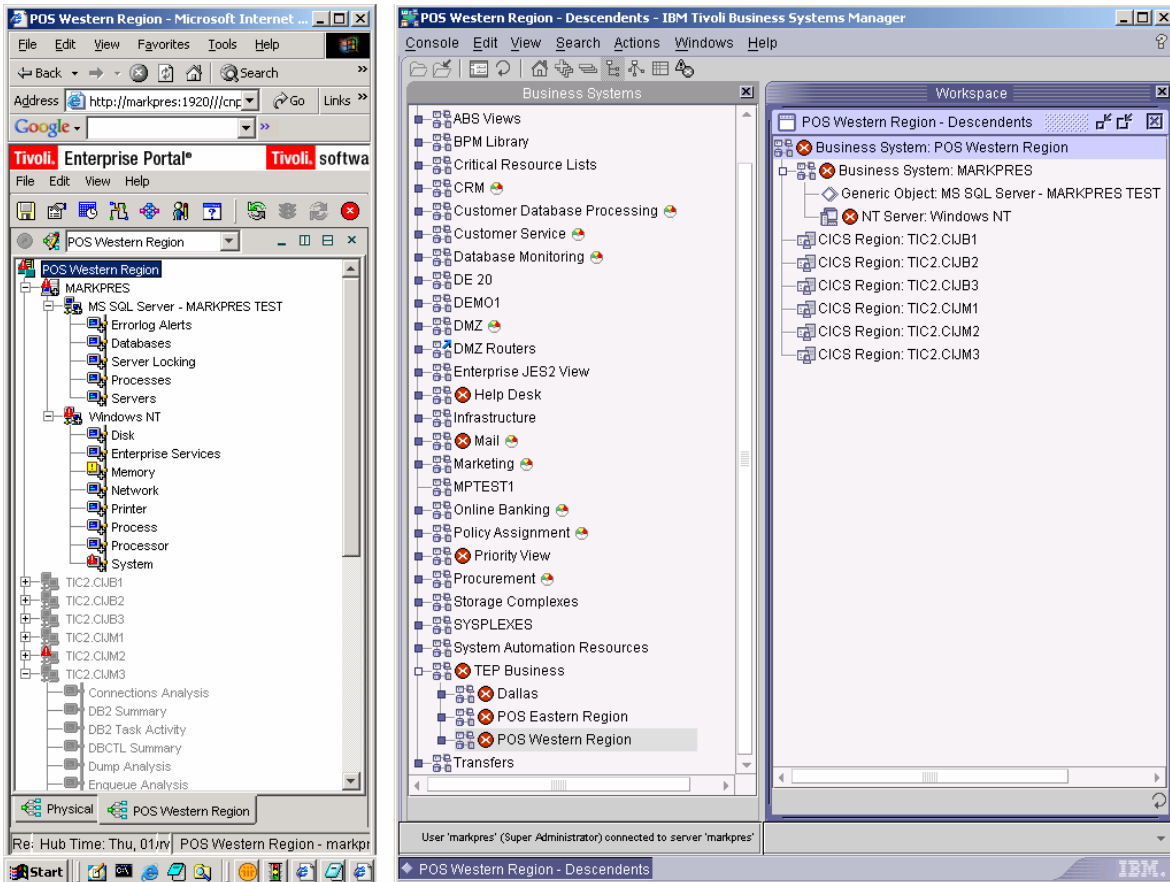 POS Western Region - Microsoft Internet ...
File Edit View Favorites Tools Help
Back Search »
Address http://markpres:1920///cnp Go Links »
Google - »
Tivoli. Enterprise Portal® Tivoli. softwa
File Edit View Help
POS Western Region
POS Western Region
MARKPRES
MS SQL Server - MARKPRES TEST
Errorlog Alerts
Databases
Server Locking
Processes
Servers
Windows NT
Disk
Enterprise Services
Memory
Network
Printer
Process
Processor
System
TIC2.CIJB1
TIC2.CIJB2
TIC2.CIJB3
TIC2.CIJM1
TIC2.CIJM2
TIC2.CIJM3
Connections Analysis
DB2 Summary
DB2 Task Activity
DBCTL Summary
Dump Analysis
Enqueue Analysis
Physical POS Western Region
Hub Time: Thu, 01/ POS Western Region - markpr
Start
POS Western Region - Descendents - IBM Tivoli Business Systems Manager
Console Edit View Search Actions Windows Help
Business Systems
ABS Views
BPM Library
Critical Resource Lists
CRM
Customer Database Processing
Customer Service
Database Monitoring
DE 20
DEMO1
DMZ
DMZ Routers
Enterprise JES2 View
Help Desk
Infrastructure
Mail
Marketing
MPTEST1
Online Banking
Policy Assignment
Priority View
Procurement
Storage Complexes
SYSPLEXES
System Automation Resources
TEP Business
Dallas
POS Eastern Region
POS Western Region
Transfers
Workspace
POS Western Region - Descendents
Business System: POS Western Region
Business System: MARKPRES
Generic Object: MS SQL Server - MARKPRES TEST
NT Server: Windows NT
CICS Region: TIC2.CIJB1
CICS Region: TIC2.CIJB2
CICS Region: TIC2.CIJB3
CICS Region: TIC2.CIJM1
CICS Region: TIC2.CIJM2
CICS Region: TIC2.CIJM3
User 'markpres' (Super Administrator) connected to server 'markpres'
POS Western Region - Descendents
IBM.